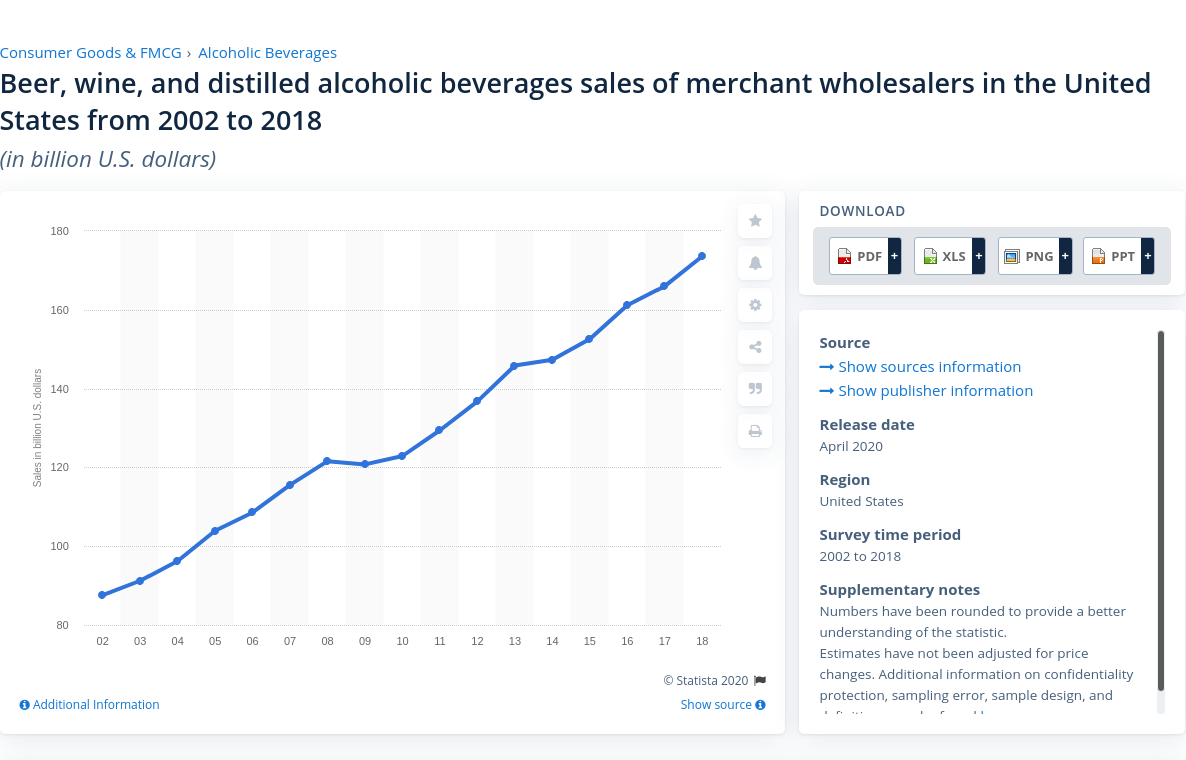 Consumer Goods & FMCG › Alcoholic Beverages
Beer, wine, and distilled alcoholic beverages sales of merchant wholesalers in the United
States from 2002 to 2018
(in billion U.S. dollars)
180
160
140
120
100
80
Sales in billion U.S. dollars
02 03 04 05 06 07 08 09 10 11 12 13 14 15 16 17 18
© Statista 2020
Additional Information
Show source
DOWNLOAD
PDF + XLS + PNG + PPT +
Source
Show sources information
Show publisher information
Release date
April 2020
Region
United States
Survey time period
2002 to 2018
Supplementary notes
Numbers have been rounded to provide a better
understanding of the statistic.
Estimates have not been adjusted for price
changes. Additional information on confidentiality
protection, sampling error, sample design, and